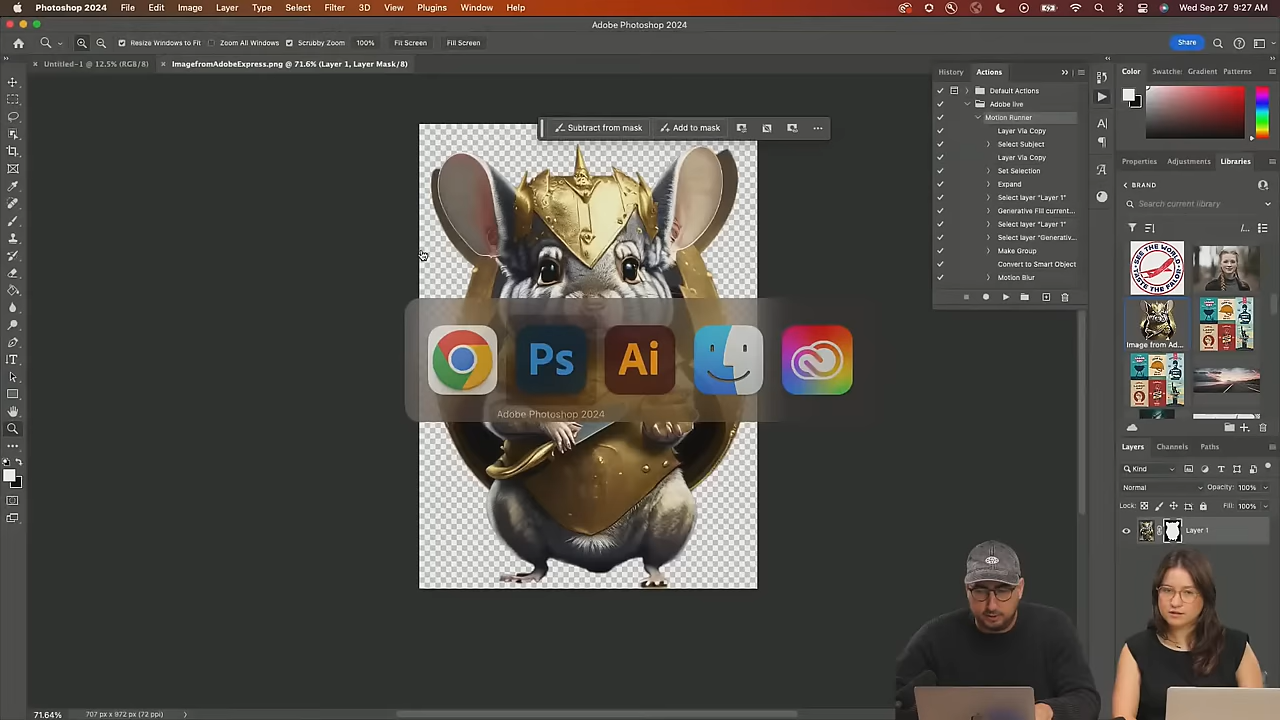 Photoshop 2024 File Edit Image Layer Type Select Filter 3D View Plugins Window Help Wed Sep 27 9:27 AM
Adobe Photoshop 2024
Resize Windows to Fit Zoom All Windows Scrubby Zoom 100% Fit Screen Fill Screen Share
Untitled-1 @ 12.5% (RGB/8) ImagefromAdobeExpress.png @ 71.6% (Layer 1, Layer Mask/8)
History Actions
Color Swatche: Gradient Patterns
Default Actions
Adobe live
Motion Runner
Layer Via Copy
Select Subject
Layer Via Copy
Set Selection
Expand
Select layer "Layer 1"
Generative Fill current...
Select layer "Layer 1"
Select layer "Generativ...
Make Group
Convert to Smart Object
Motion Blur
Subtract from mask Add to mask
Properties Adjustments Libraries
BRAND
Search current library
Image from Ad...
Ps Ai
Adobe Photoshop 2024
Layers Channels Paths
Kind
Normal Opacity: 100%
Lock: Fill: 100%
Layer 1
71.64% 707 px x 972 px (72 ppi)